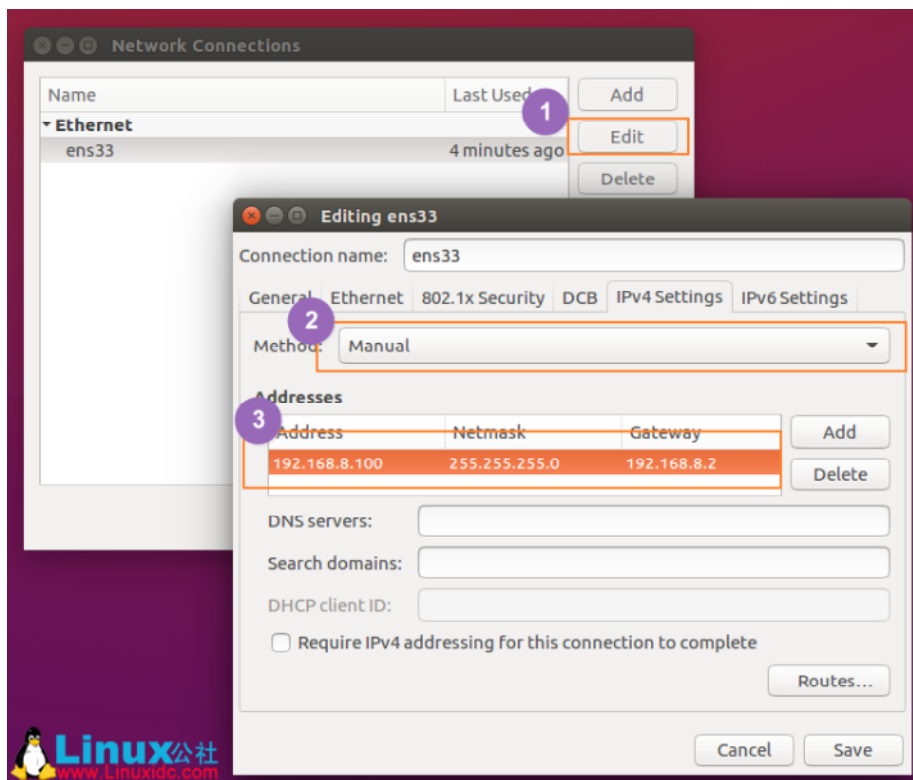 Network Connections
Name Last Used Add
1
Ethernet
Edit
ens33 4 minutes ago
Delete
Editing ens33
Connection name: ens33
General Ethernet 802.1x Security DCB IPv4 Settings IPv6 Settings
2
Method: Manual
Addresses
3
Address Netmask Gateway Add
192.168.8.100 255.255.255.0 192.168.8.2
Delete
DNS servers:
Search domains:
DHCP client ID:
Require IPv4 addressing for this connection to complete
Routes...
Cancel Save
Linux公社
www.Linuxidc.com